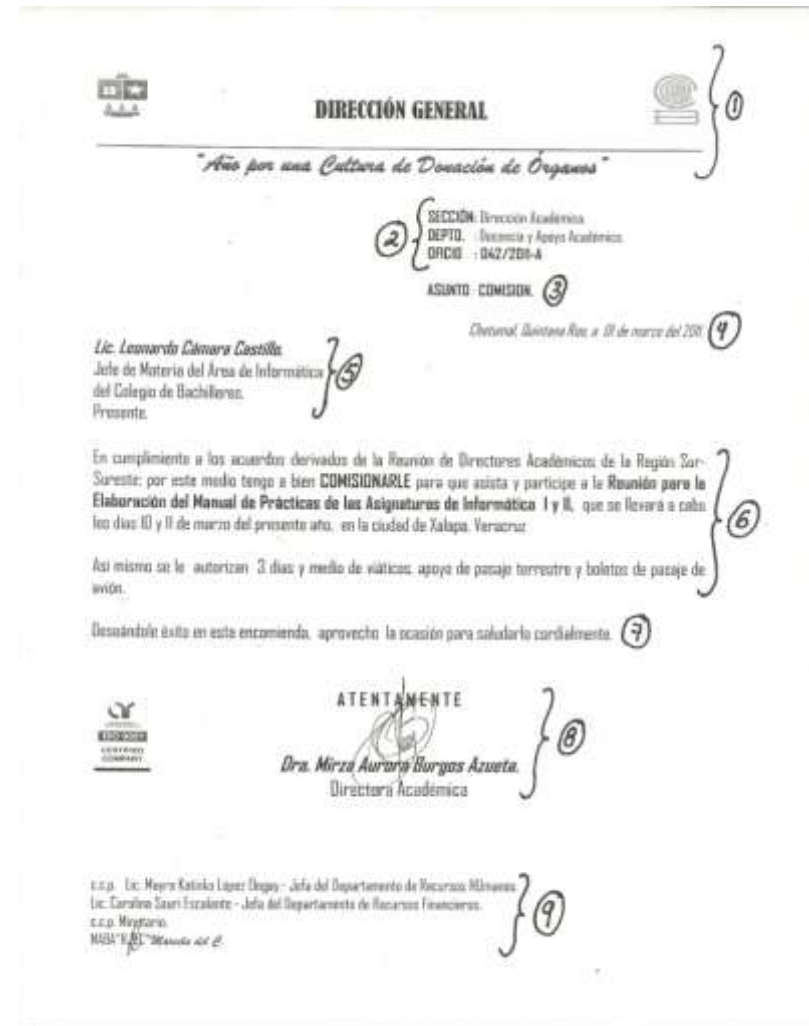 DIRECCIÓN GENERAL
①
"Año por una Cultura de Donación de Órganos"
② SECCIÓN: Dirección Académica
DEPTO. : Docencia y Apoyo Académico
OFICIO : 042/2011-A
ASUNTO: COMISION. ③
Chetumal, Quintana Roo, a 01 de marzo del 2011 ④
Lic. Leonardo Cámara Castillo.
Jefe de Materia del Área de Informática
del Colegio de Bachilleres. ⑤
Presente.
En cumplimiento a los acuerdos derivados de la Reunión de Directores Académicos de la Región Sur-
Sureste; por este medio tengo a bien COMISIONARLE para que asista y participe a la Reunión para la
Elaboración del Manual de Prácticas de las Asignaturas de Informática I y II, que se llevará a cabo
los días 10 y 11 de marzo del presente año, en la ciudad de Xalapa, Veracruz
⑥
Así mismo se le autorizan 3 días y medio de viáticos, apoyo de pasaje terrestre y boletos de pasaje de
avión.
Deseándole éxito en esta encomienda, aprovecho la ocasión para saludarlo cordialmente. ⑦
ATENTAMENTE
⑧
ISO 9001
CERTIFIED
COMPANY
Dra. Mirza Aurora Burgos Azueta.
Directora Académica
c.c.p. Lic. Mayra Katiska López - Jefa del Departamento de Recursos HUmanos.
Lic. Carolina Sauri Escalante - Jefa del Departamento de Recursos Financieros.
⑨
c.c.p. Minutario.